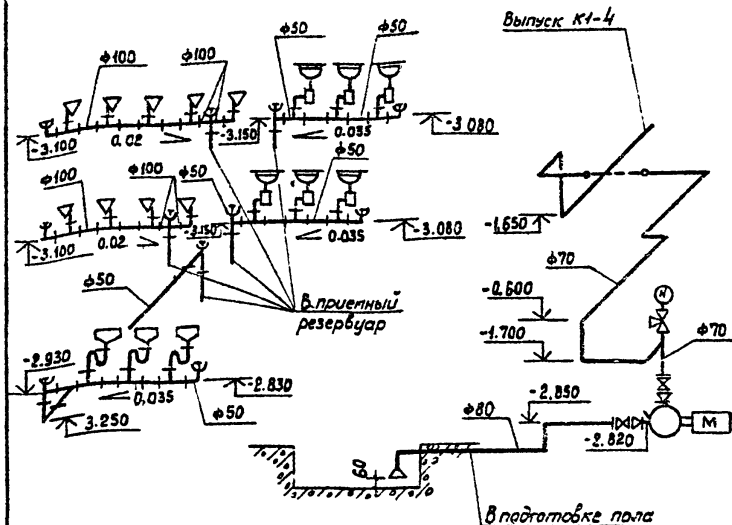 ф50
ф50
Выпуск К1-4
ф100
ф100
-3.100
0.02
-3.150
0.035
-3.080
ф50
ф100
ф100
ф50
-3.100
0.02
-3.150
0.035
-3.080
-1.650
ф50
В приемный
резервуар
ф70
-0.600
-1.700
ф70
-2.930
0,035
-2.830
ф50
3.250
-2.850
ф80
М
-2.820
60
В подготовке пола